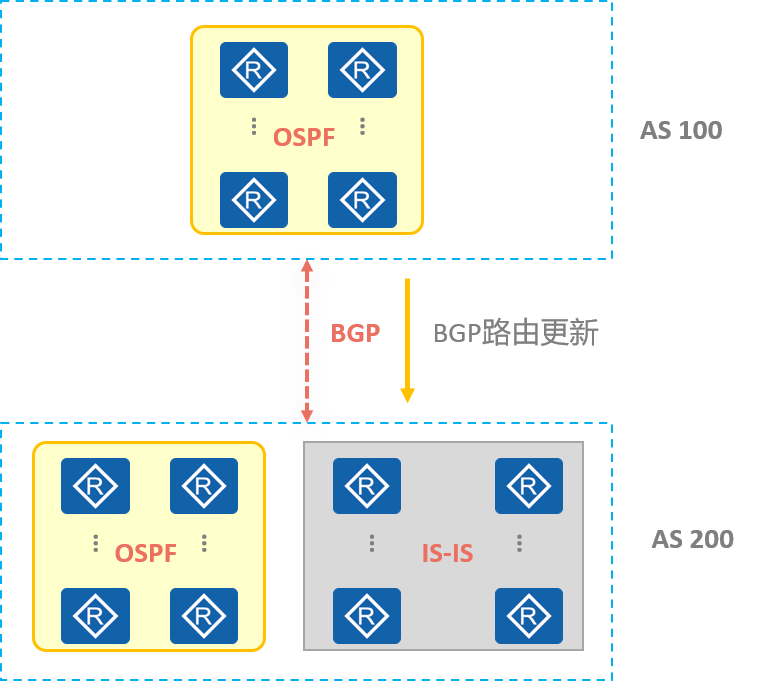 R R
OSPF
R R
AS 100
BGP
BGP路由更新
R R
OSPF
R R
R R
IS-IS
R R
AS 200